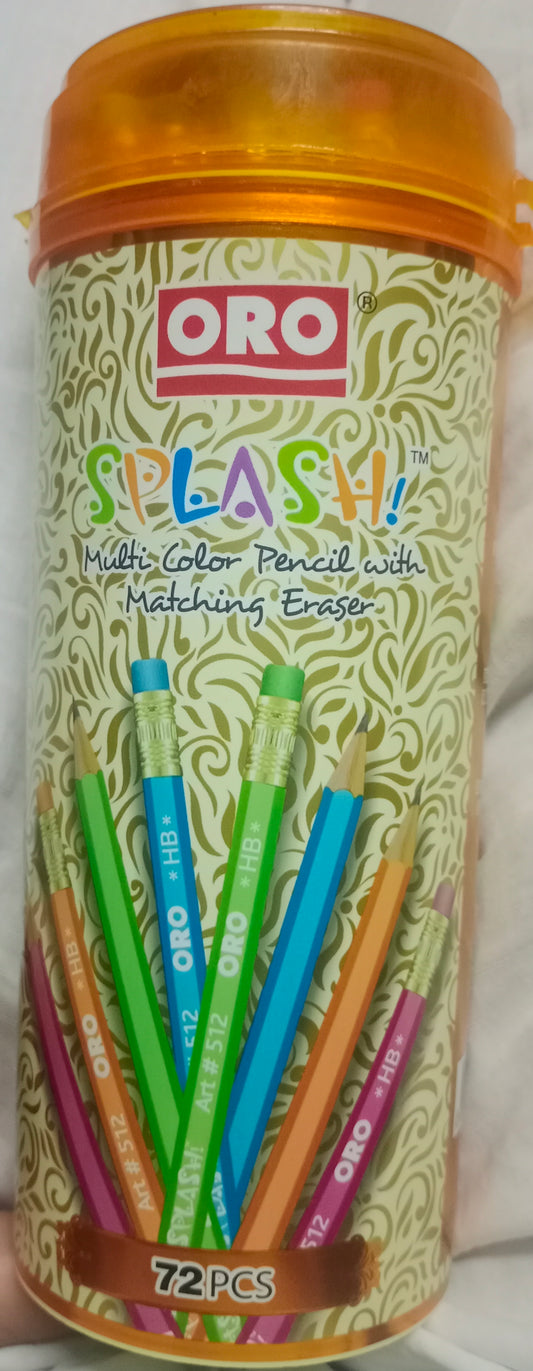 ORO ®
SPLASH! ™
Multi Color Pencil with
Matching Eraser
*HB*
ORO
Art # 512
ORO *HB*
SPLASH! Art # 512 ORO *HB*
512 ORO *HB*
72PCS